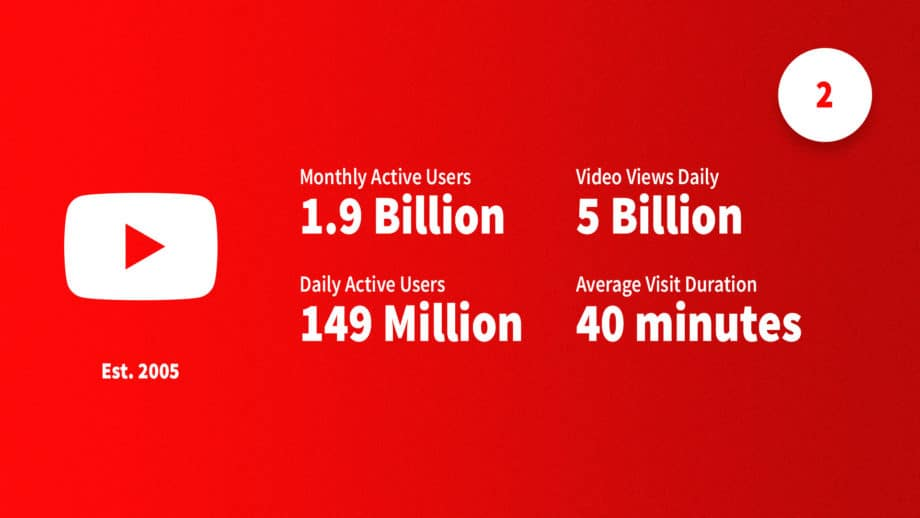 2
Monthly Active Users
1.9 Billion
Video Views Daily
5 Billion
Daily Active Users
149 Million
Average Visit Duration
40 minutes
Est. 2005